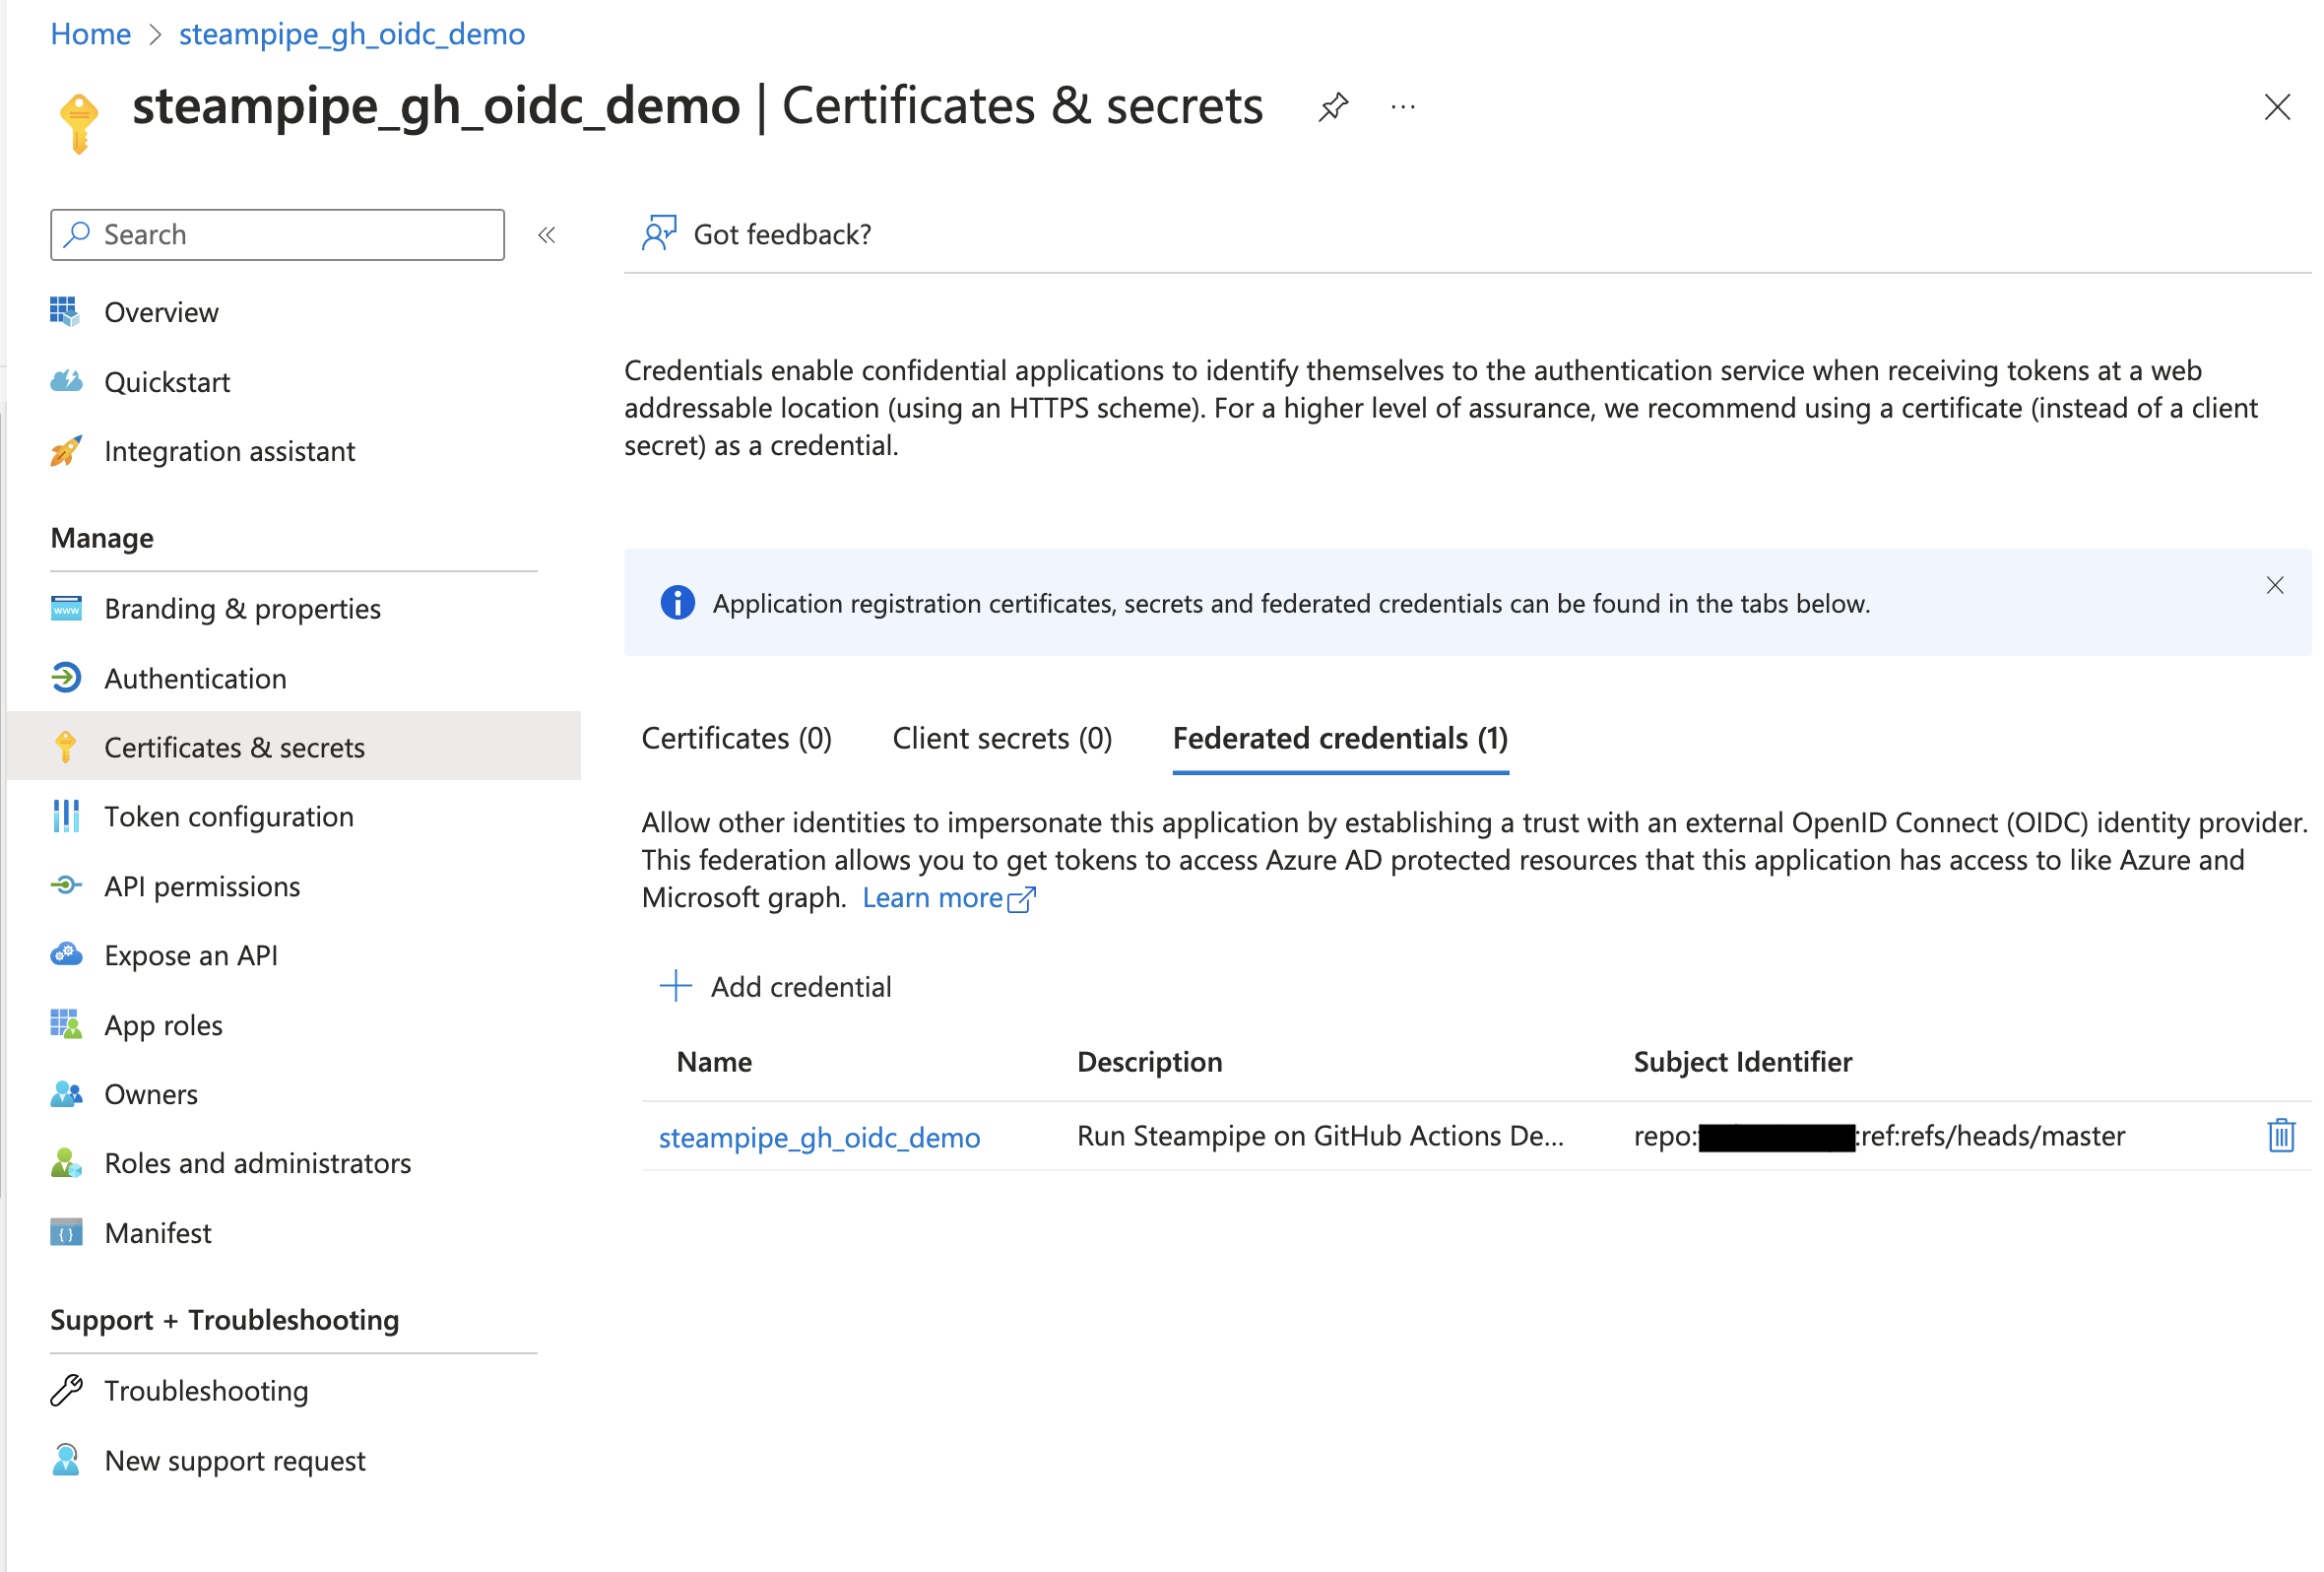 Home > steampipe_gh_oidc_demo
steampipe_gh_oidc_demo | Certificates & secrets
Search
Got feedback?
Overview
Quickstart
Integration assistant
Manage
Branding & properties
Authentication
Certificates & secrets
Token configuration
API permissions
Expose an API
App roles
Owners
Roles and administrators
Manifest
Support + Troubleshooting
Troubleshooting
New support request
Credentials enable confidential applications to identify themselves to the authentication service when receiving tokens at a web
addressable location (using an HTTPS scheme). For a higher level of assurance, we recommend using a certificate (instead of a client
secret) as a credential.
Application registration certificates, secrets and federated credentials can be found in the tabs below.
Certificates (0) Client secrets (0) Federated credentials (1)
Allow other identities to impersonate this application by establishing a trust with an external OpenID Connect (OIDC) identity provider.
This federation allows you to get tokens to access Azure AD protected resources that this application has access to like Azure and
Microsoft graph. Learn more
Add credential
Name Description Subject Identifier
steampipe_gh_oidc_demo Run Steampipe on GitHub Actions De... repo: :ref:refs/heads/master